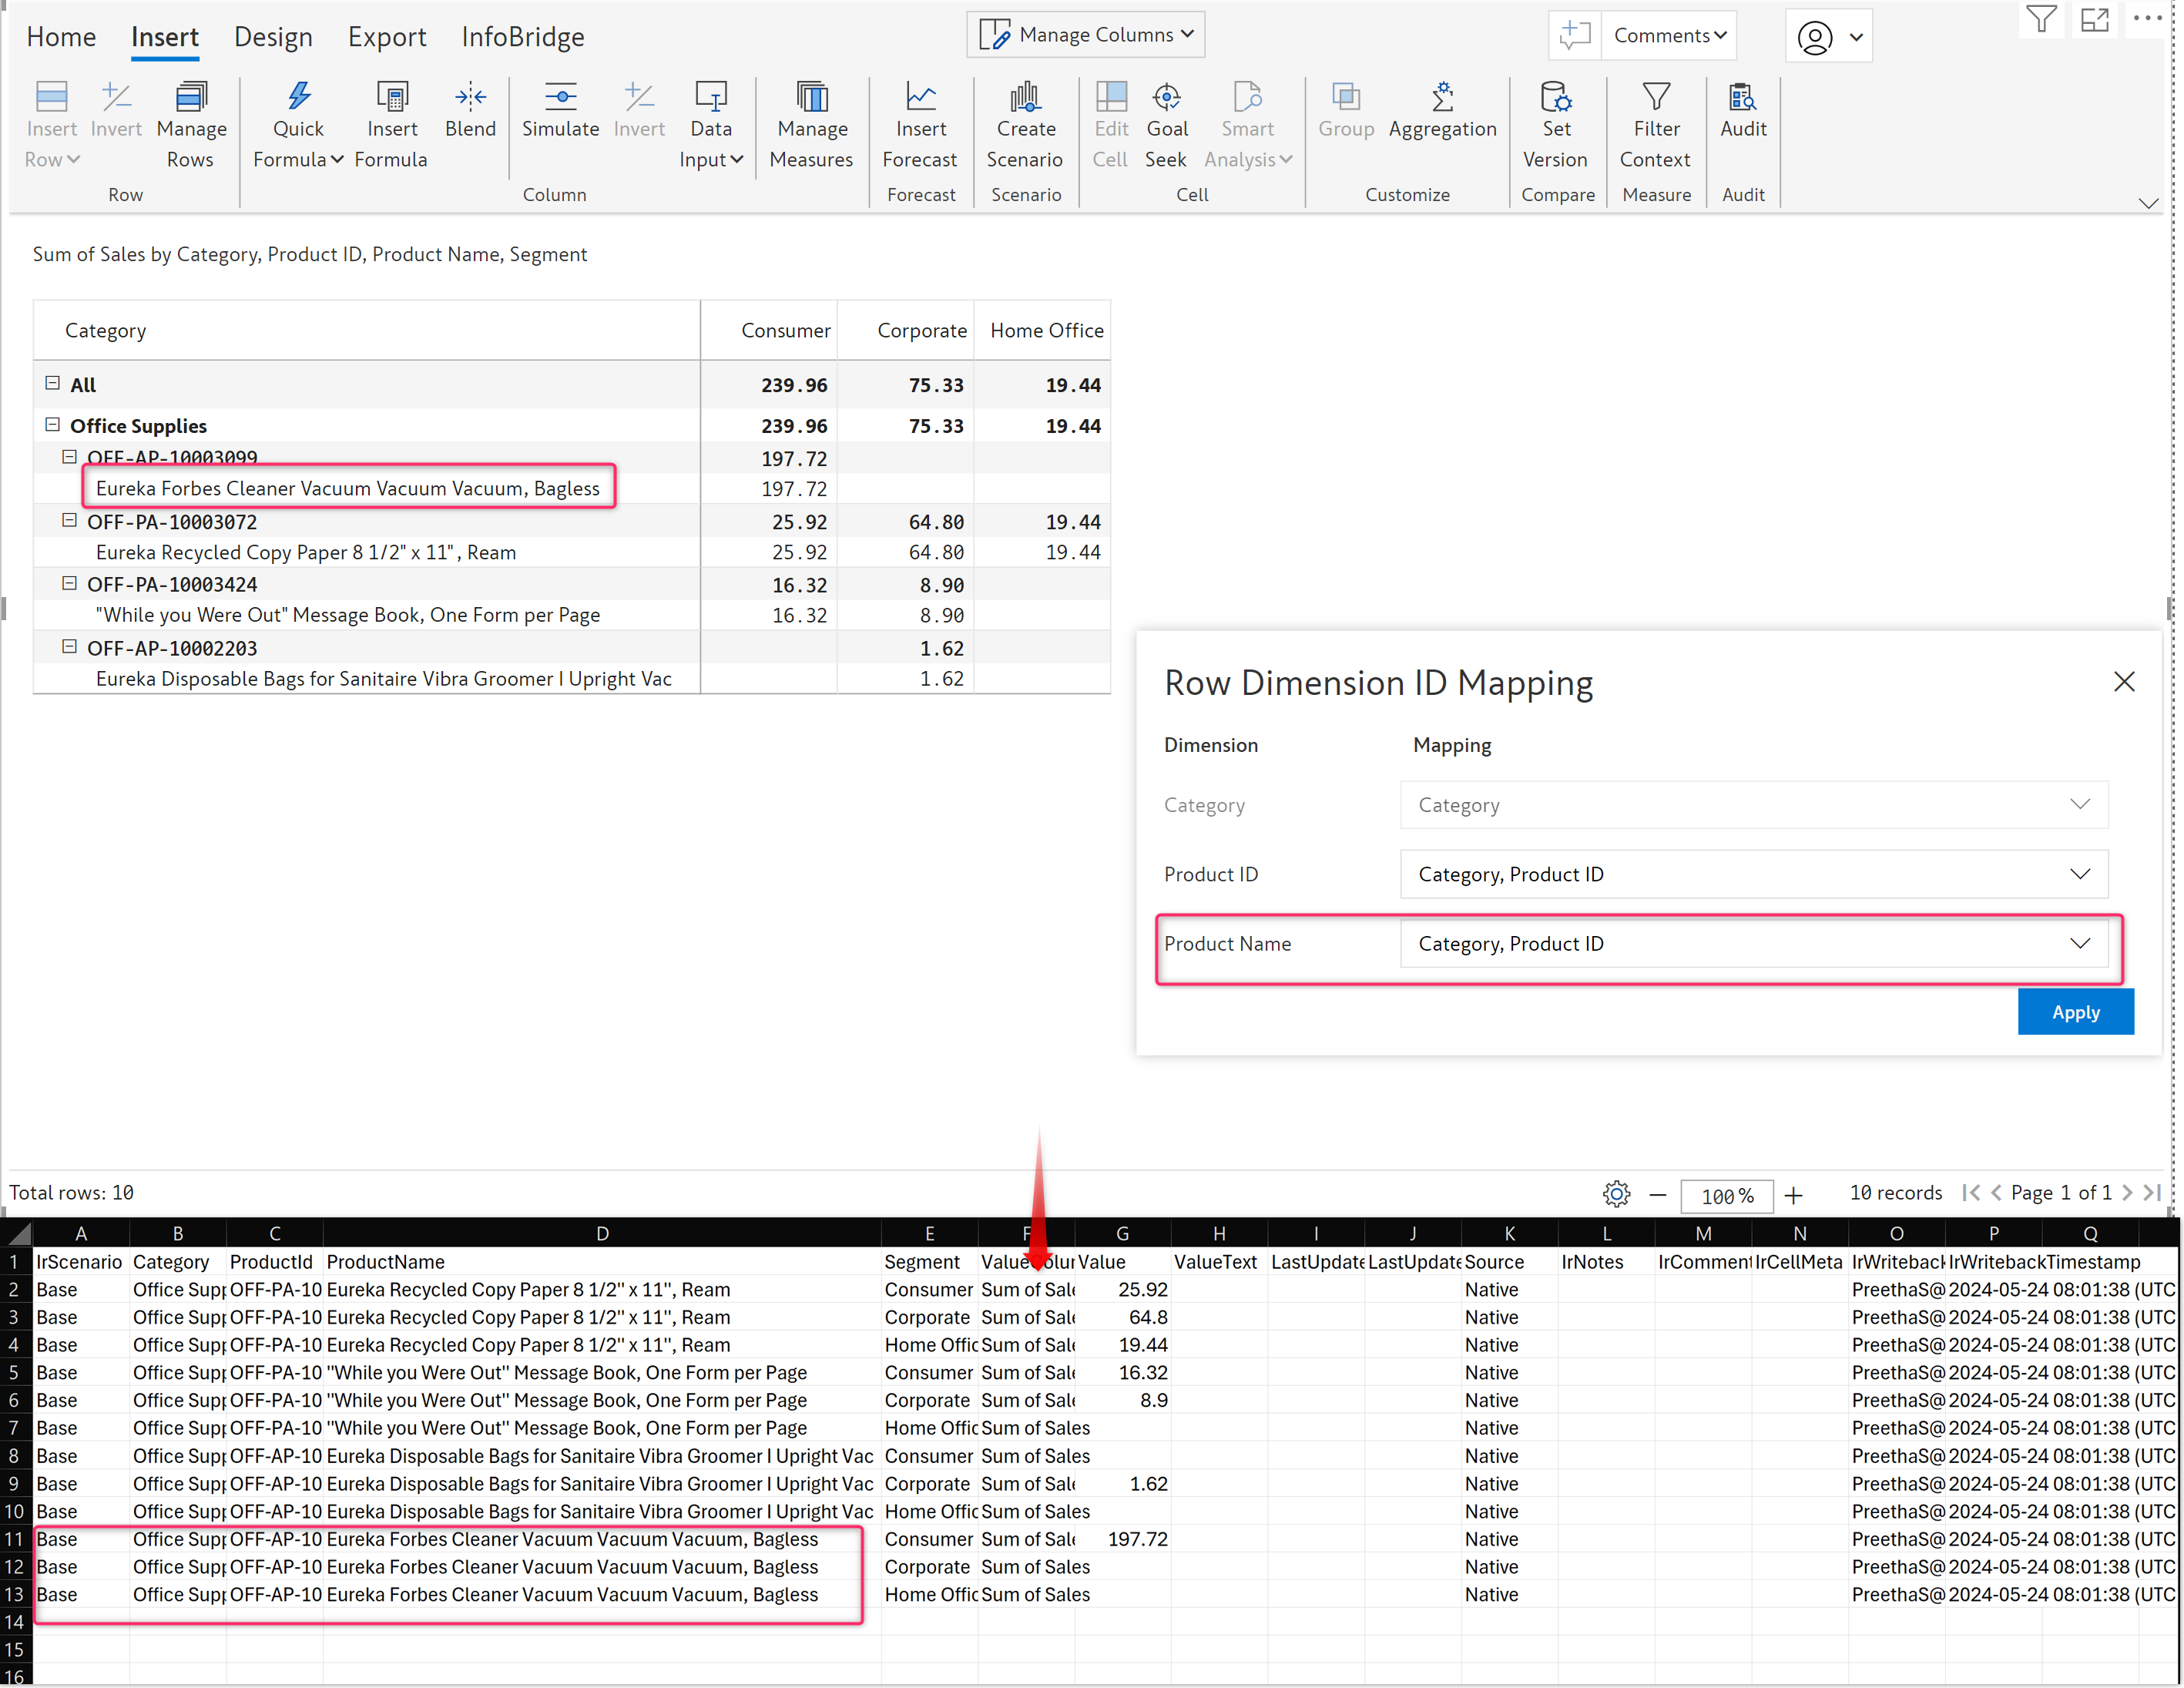 Home Insert Design Export InfoBridge Manage Columns Comments
Insert Row Invert Manage Rows Quick Formula Insert Formula Blend Simulate Invert Data Input Manage Measures Insert Forecast Create Scenario Edit Cell Goal Seek Smart Analysis Group Aggregation Set Version Filter Context Audit
Row Column Forecast Scenario Cell Customize Compare Measure Audit
Sum of Sales by Category, Product ID, Product Name, Segment
Category Consumer Corporate Home Office
All 239.96 75.33 19.44
Office Supplies 239.96 75.33 19.44
OFF-AP-10003099 197.72
Eureka Forbes Cleaner Vacuum Vacuum Vacuum, Bagless 197.72
OFF-PA-10003072 25.92 64.80 19.44
Eureka Recycled Copy Paper 8 1/2" x 11", Ream 25.92 64.80 19.44
OFF-PA-10003424 16.32 8.90
"While you Were Out" Message Book, One Form per Page 16.32 8.90
OFF-AP-10002203 1.62
Eureka Disposable Bags for Sanitaire Vibra Groomer I Upright Vac 1.62
Row Dimension ID Mapping
Dimension Mapping
Category Category
Product ID Category, Product ID
Product Name Category, Product ID
Apply
Total rows: 10 100 % 10 records Page 1 of 1
A B C D E F G H I J K L M N O P Q
1 IrScenario Category ProductId ProductName Segment Value Value ValueText LastUpdate LastUpdate Source IrNotes IrComment IrCellMeta IrWriteback IrWritebackTimestamp
2 Base Office Supp OFF-PA-10 Eureka Recycled Copy Paper 8 1/2" x 11", Ream Consumer Sum of Sale 25.92 Native PreethaS@ 2024-05-24 08:01:38 (UTC
3 Base Office Supp OFF-PA-10 Eureka Recycled Copy Paper 8 1/2" x 11", Ream Corporate Sum of Sale 64.8 Native PreethaS@ 2024-05-24 08:01:38 (UTC
4 Base Office Supp OFF-PA-10 Eureka Recycled Copy Paper 8 1/2" x 11", Ream Home Offic Sum of Sale 19.44 Native PreethaS@ 2024-05-24 08:01:38 (UTC
5 Base Office Supp OFF-PA-10 "While you Were Out" Message Book, One Form per Page Consumer Sum of Sale 16.32 Native PreethaS@ 2024-05-24 08:01:38 (UTC
6 Base Office Supp OFF-PA-10 "While you Were Out" Message Book, One Form per Page Corporate Sum of Sale 8.9 Native PreethaS@ 2024-05-24 08:01:38 (UTC
7 Base Office Supp OFF-PA-10 "While you Were Out" Message Book, One Form per Page Home Offic Sum of Sales Native PreethaS@ 2024-05-24 08:01:38 (UTC
8 Base Office Supp OFF-AP-10 Eureka Disposable Bags for Sanitaire Vibra Groomer I Upright Vac Consumer Sum of Sales Native PreethaS@ 2024-05-24 08:01:38 (UTC
9 Base Office Supp OFF-AP-10 Eureka Disposable Bags for Sanitaire Vibra Groomer I Upright Vac Corporate Sum of Sale 1.62 Native PreethaS@ 2024-05-24 08:01:38 (UTC
10 Base Office Supp OFF-AP-10 Eureka Disposable Bags for Sanitaire Vibra Groomer I Upright Vac Home Offic Sum of Sales Native PreethaS@ 2024-05-24 08:01:38 (UTC
11 Base Office Supp OFF-AP-10 Eureka Forbes Cleaner Vacuum Vacuum Vacuum, Bagless Consumer Sum of Sale 197.72 Native PreethaS@ 2024-05-24 08:01:38 (UTC
12 Base Office Supp OFF-AP-10 Eureka Forbes Cleaner Vacuum Vacuum Vacuum, Bagless Corporate Sum of Sales Native PreethaS@ 2024-05-24 08:01:38 (UTC
13 Base Office Supp OFF-AP-10 Eureka Forbes Cleaner Vacuum Vacuum Vacuum, Bagless Home Offic Sum of Sales Native PreethaS@ 2024-05-24 08:01:38 (UTC
14
15
16